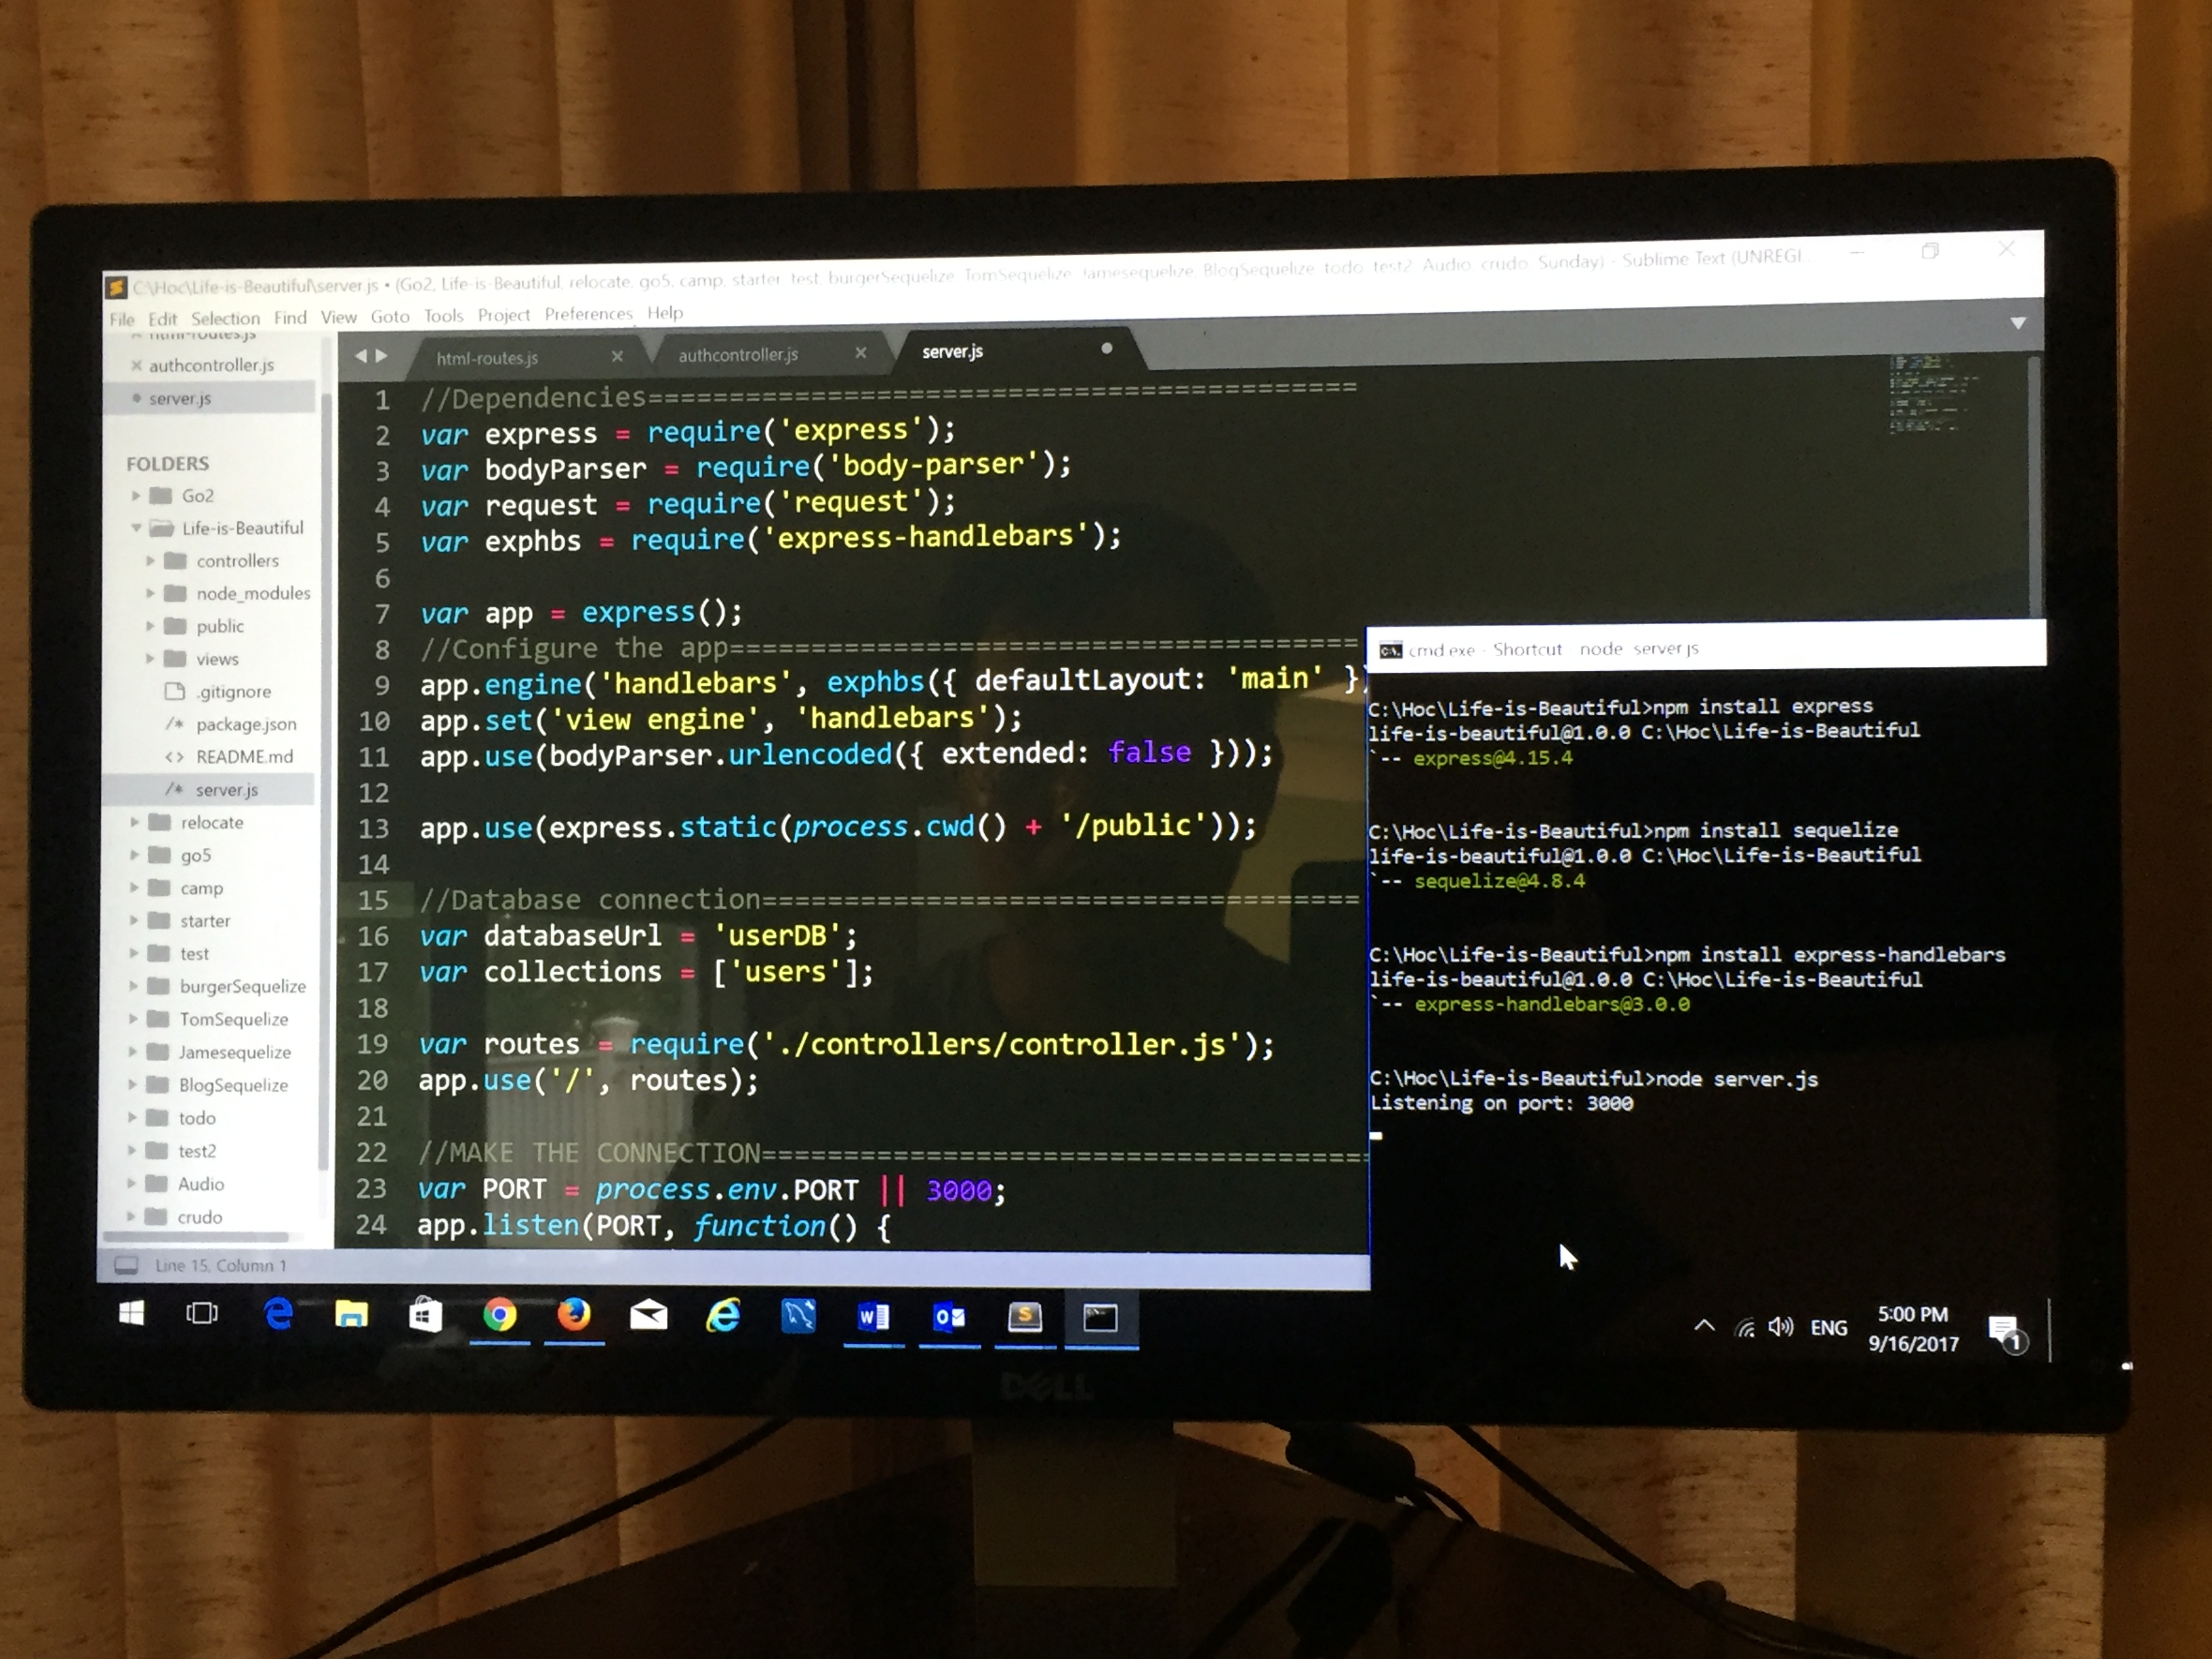 C:\Hoc\Life-is-Beautiful\server.js • (Go2, Life-is-Beautiful, relocate, go5, camp, starter, test, burgerSequelize, TomSequelize, Jamesequelize, BlogSequelize, todo, test2, Audio, crudo, Sunday) - Sublime Text (UNREGI...
File Edit Selection Find View Goto Tools Project Preferences Help
html-routes.js
authcontroller.js
server.js
FOLDERS
Go2
Life-is-Beautiful
controllers
node_modules
public
views
.gitignore
/* package.json
<> README.md
/* server.js
relocate
go5
camp
starter
test
burgerSequelize
TomSequelize
Jamesequelize
BlogSequelize
todo
test2
Audio
crudo
html-routes.js × authcontroller.js × server.js
1 //Dependencies============================================
2 var express = require('express');
3 var bodyParser = require('body-parser');
4 var request = require('request');
5 var exphbs = require('express-handlebars');
6
7 var app = express();
8 //Configure the app=======================================
9 app.engine('handlebars', exphbs({ defaultLayout: 'main' })
10 app.set('view engine', 'handlebars');
11 app.use(bodyParser.urlencoded({ extended: false }));
12
13 app.use(express.static(process.cwd() + '/public'));
14
15 //Database connection=====================================
16 var databaseUrl = 'userDB';
17 var collections = ['users'];
18
19 var routes = require('./controllers/controller.js');
20 app.use('/', routes);
21
22 //MAKE THE CONNECTION=====================================
23 var PORT = process.env.PORT || 3000;
24 app.listen(PORT, function() {
Line 15, Column 1
cmd.exe - Shortcut node server.js
C:\Hoc\Life-is-Beautiful>npm install express
life-is-beautiful@1.0.0 C:\Hoc\Life-is-Beautiful
`-- express@4.15.4
C:\Hoc\Life-is-Beautiful>npm install sequelize
life-is-beautiful@1.0.0 C:\Hoc\Life-is-Beautiful
`-- sequelize@4.8.4
C:\Hoc\Life-is-Beautiful>npm install express-handlebars
life-is-beautiful@1.0.0 C:\Hoc\Life-is-Beautiful
`-- express-handlebars@3.0.0
C:\Hoc\Life-is-Beautiful>node server.js
Listening on port: 3000
ENG
5:00 PM
9/16/2017
1
DELL